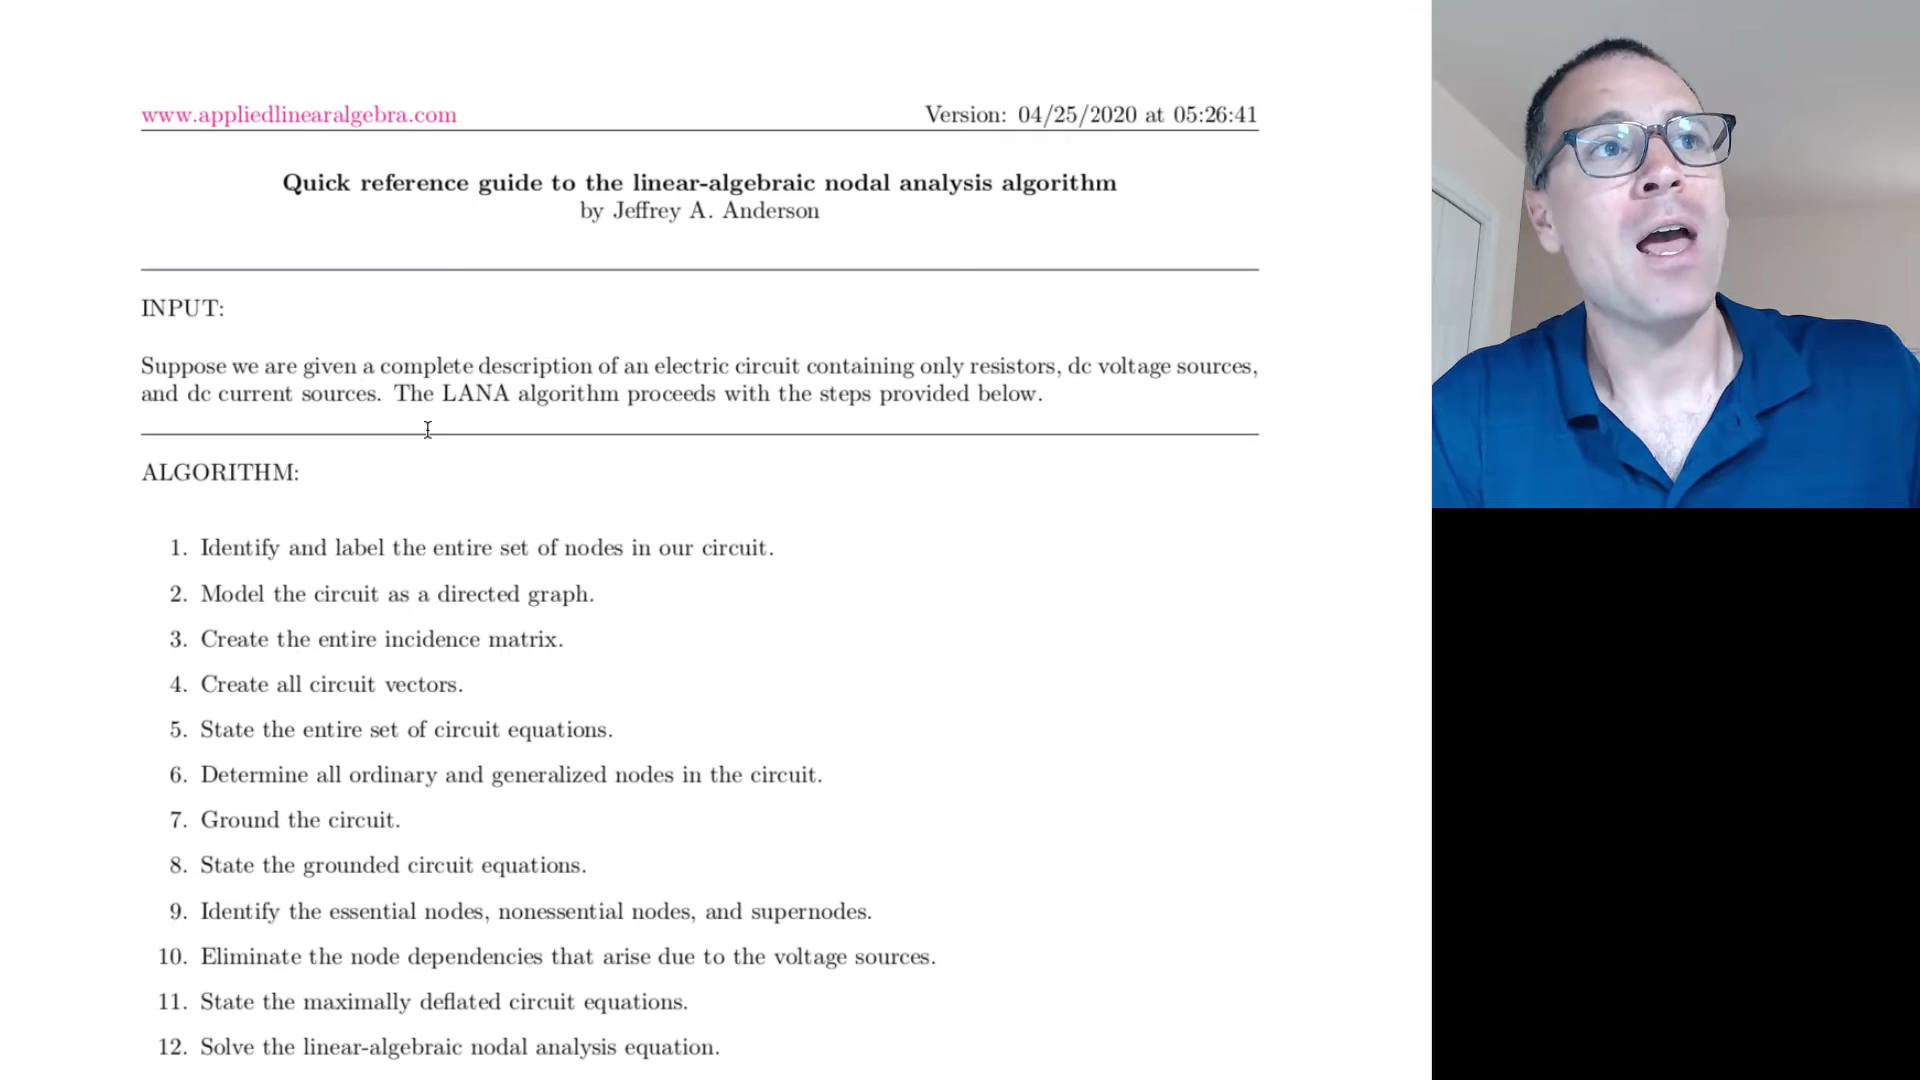 www.appliedlinearalgebra.com Version: 04/25/2020 at 05:26:41
Quick reference guide to the linear-algebraic nodal analysis algorithm
by Jeffrey A. Anderson
INPUT:
Suppose we are given a complete description of an electric circuit containing only resistors, dc voltage sources,
and dc current sources. The LANA algorithm proceeds with the steps provided below.
ALGORITHM:
1. Identify and label the entire set of nodes in our circuit.
2. Model the circuit as a directed graph.
3. Create the entire incidence matrix.
4. Create all circuit vectors.
5. State the entire set of circuit equations.
6. Determine all ordinary and generalized nodes in the circuit.
7. Ground the circuit.
8. State the grounded circuit equations.
9. Identify the essential nodes, nonessential nodes, and supernodes.
10. Eliminate the node dependencies that arise due to the voltage sources.
11. State the maximally deflated circuit equations.
12. Solve the linear-algebraic nodal analysis equation.